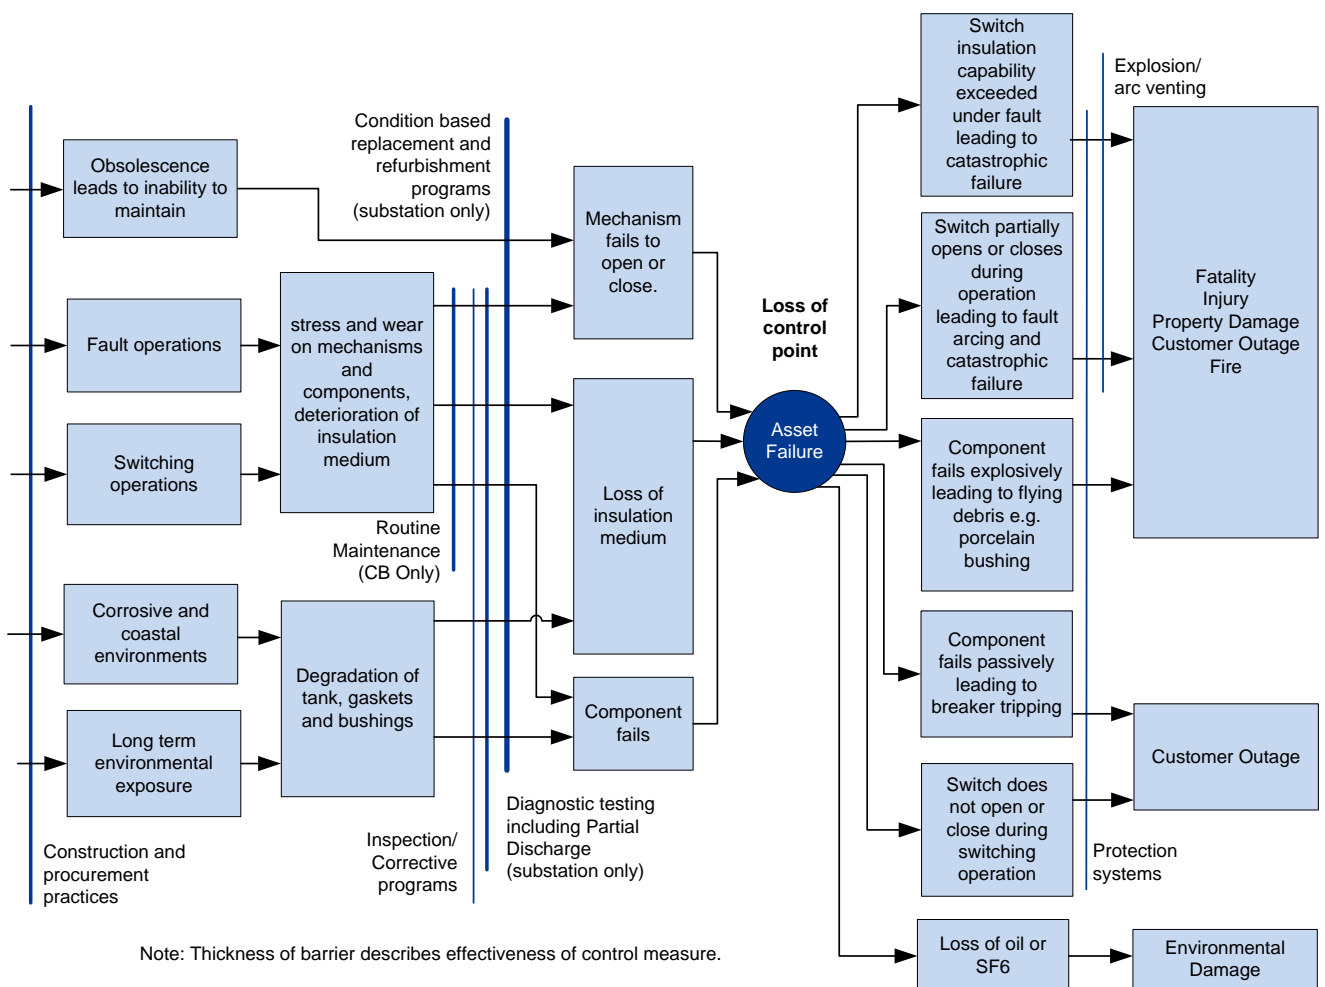 Obsolescence
leads to inability to
maintain
Fault operations
Switching
operations
Corrosive and
coastal
environments
Long term
environmental
exposure
Construction and
procurement
practices
stress and wear
on mechanisms
and
components,
deterioration of
insulation
medium
Degradation of
tank, gaskets
and bushings
Condition based
replacement and
refurbishment
programs
(substation only)
Routine
Maintenance
(CB Only)
Inspection/
Corrective
programs
Diagnostic testing
including Partial
Discharge
(substation only)
Mechanism
fails to
open or
close.
Loss of
insulation
medium
Component
fails
Loss of
control
point
Asset
Failure
Switch
insulation
capability
exceeded
under fault
leading to
catastrophic
failure
Switch partially
opens or closes
during
operation
leading to fault
arcing and
catastrophic
failure
Component
fails explosively
leading to flying
debris e.g.
porcelain
bushing
Component
fails passively
leading to
breaker tripping
Switch does
not open or
close during
switching
operation
Loss of oil or
SF6
Explosion/
arc venting
Protection
systems
Fatality
Injury
Property Damage
Customer Outage
Fire
Customer Outage
Environmental
Damage
Note: Thickness of barrier describes effectiveness of control measure.